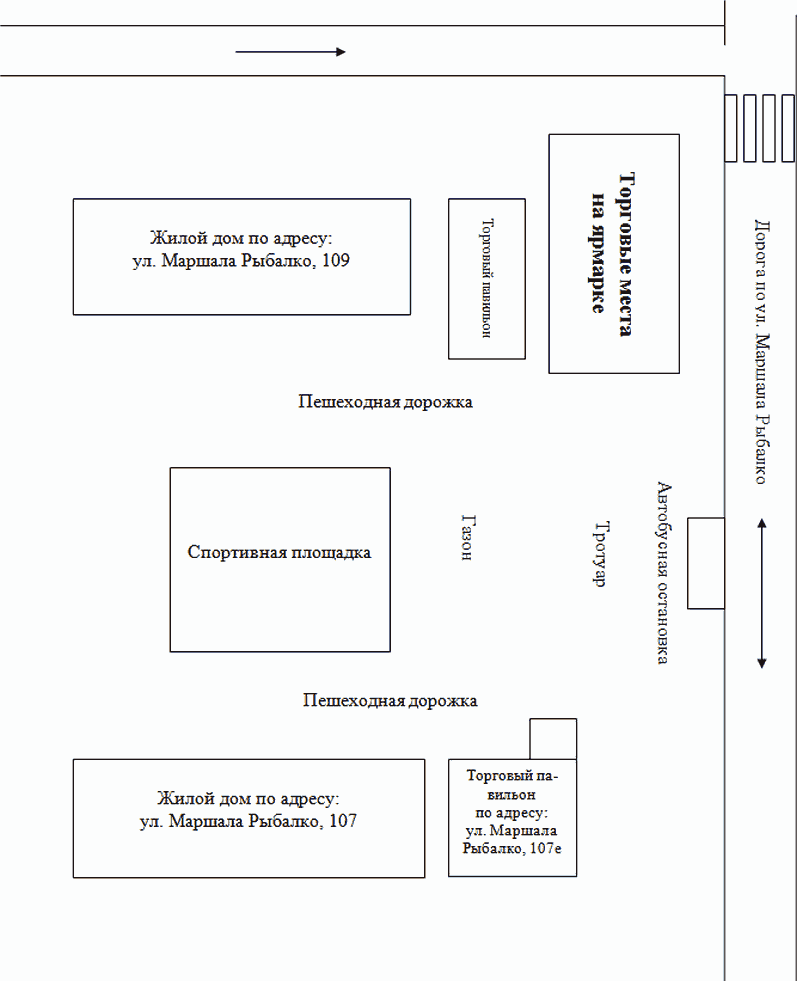 Торговые места
на ярмарке
Жилой дом по адресу:
ул. Маршала Рыбалко, 109
Торговый павильон
Дорога по ул. Маршала Рыбалко
Пешеходная дорожка
Спортивная площадка
Газон
Тротуар
Автобусная остановка
Пешеходная дорожка
Жилой дом по адресу:
ул. Маршала Рыбалко, 107
Торговый па-
вильон
по адресу:
ул. Маршала
Рыбалко, 107е